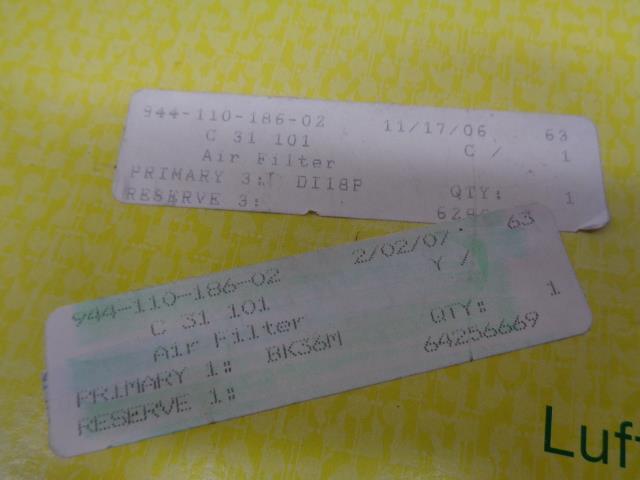 944-110-186-02 11/17/06 63
C 31 101 C / 1
Air Filter
PRIMARY 3: DI18P QTY: 1
RESERVE 3:
944-110-186-02 2/02/07 63
C 31 101 Y /
Air Filter QTY: 1
PRIMARY 1: BK36M 64256669
RESERVE 1: